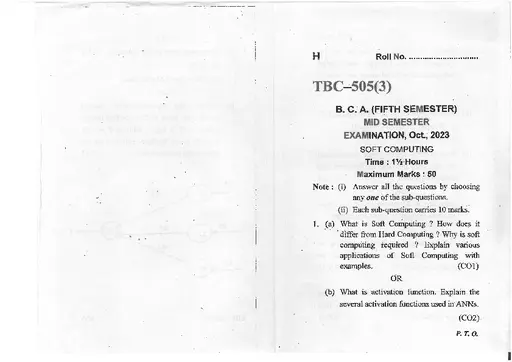 H Roll No. ..............................
TBC–505(3)
B. C. A. (FIFTH SEMESTER)
MID SEMESTER
EXAMINATION, Oct., 2023
SOFT COMPUTING
Time : 1½ Hours
Maximum Marks : 50
Note : (i) Answer all the questions by choosing
any one of the sub-questions.
(ii) Each sub-question carries 10 marks.
1. (a) What is Soft Computing ? How does it
differ from Hard Computing ? Why is soft
computing required ? Explain various
applications of Soft Computing with
examples. (CO1)
OR
(b) What is activation function. Explain the
several activation functions used in ANNs.
(CO2)
P. T. O.